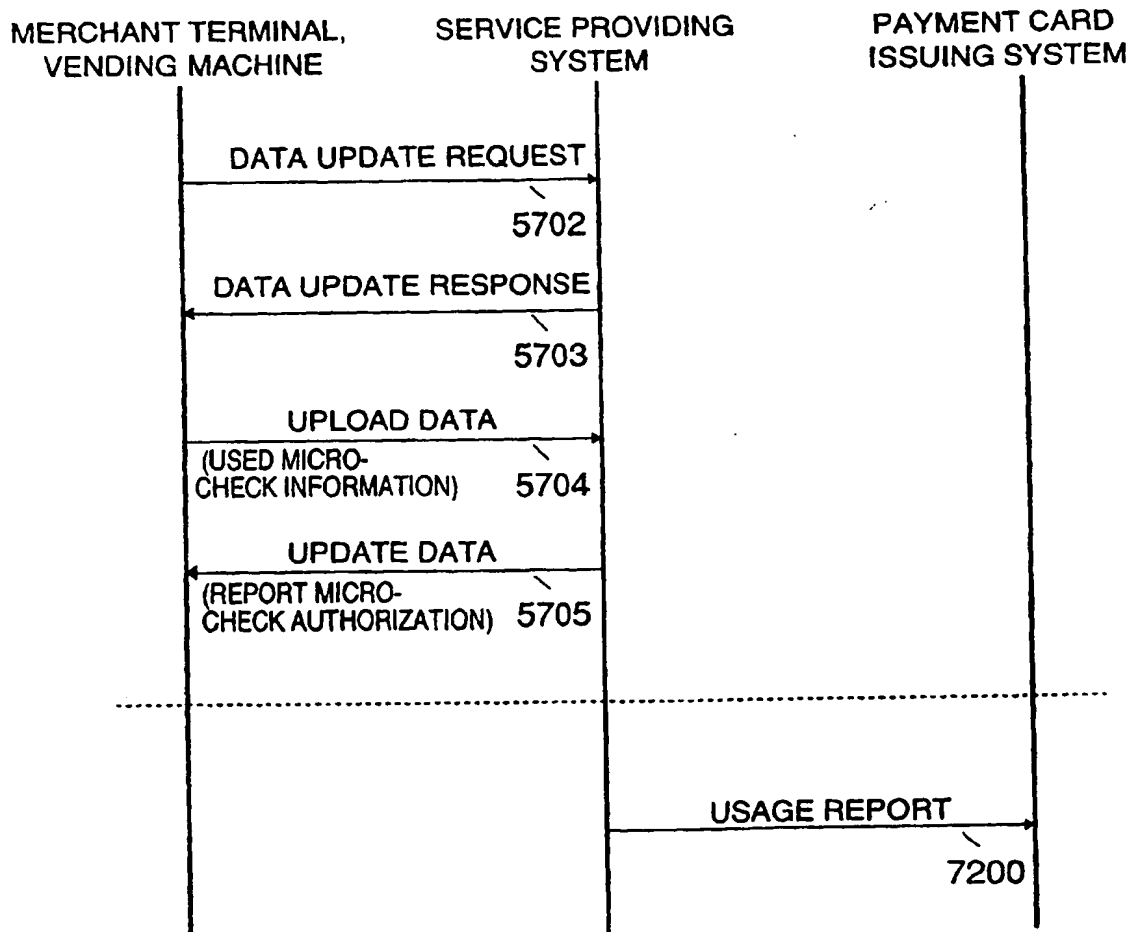 MERCHANT TERMINAL,
VENDING MACHINE
SERVICE PROVIDING
SYSTEM
PAYMENT CARD
ISSUING SYSTEM
DATA UPDATE REQUEST
5702
DATA UPDATE RESPONSE
5703
UPLOAD DATA
(USED MICRO-
CHECK INFORMATION)
5704
UPDATE DATA
(REPORT MICRO-
CHECK AUTHORIZATION)
5705
USAGE REPORT
7200